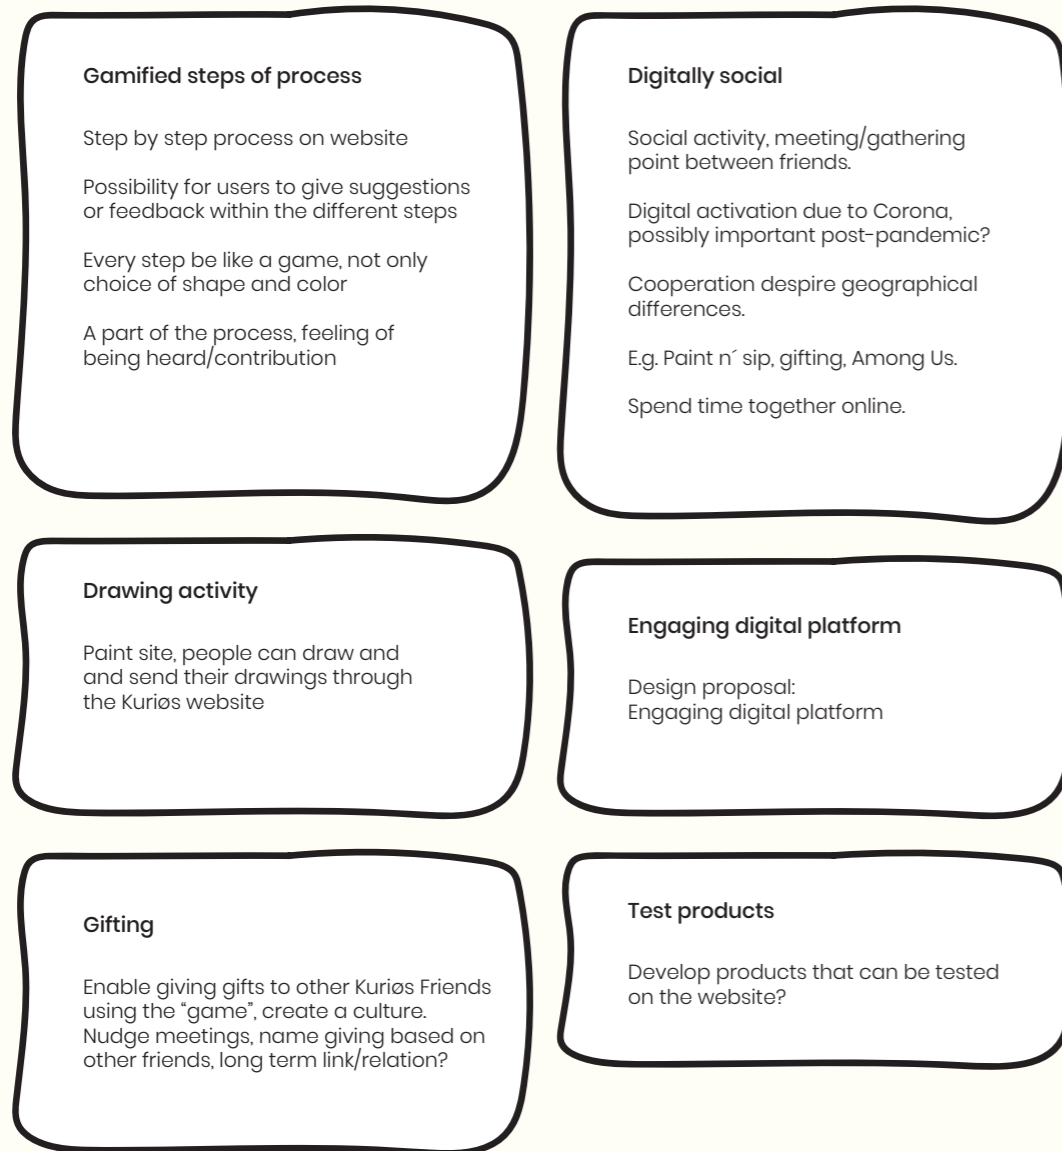 Gamified steps of process
Step by step process on website
Possibility for users to give suggestions
or feedback within the different steps
Every step be like a game, not only
choice of shape and color
A part of the process, feeling of
being heard/contribution
Digitally social
Social activity, meeting/gathering
point between friends.
Digital activation due to Corona,
possibly important post-pandemic?
Cooperation despire geographical
differences.
E.g. Paint n´ sip, gifting, Among Us.
Spend time together online.
Drawing activity
Paint site, people can draw and
and send their drawings through
the Kuriøs website
Engaging digital platform
Design proposal:
Engaging digital platform
Gifting
Enable giving gifts to other Kuriøs Friends
using the “game”, create a culture.
Nudge meetings, name giving based on
other friends, long term link/relation?
Test products
Develop products that can be tested
on the website?